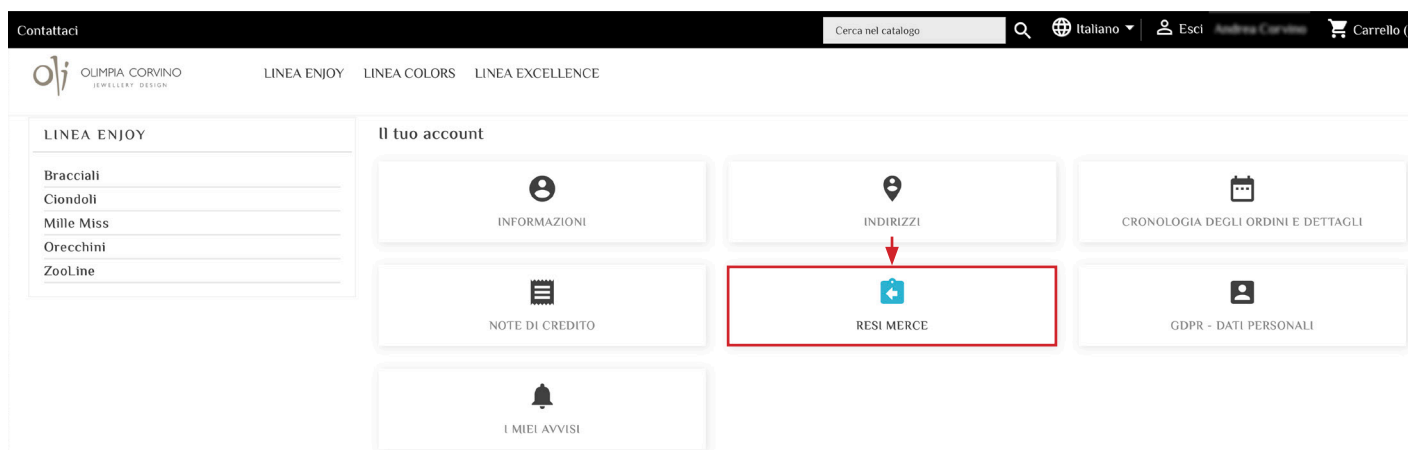 Contattaci
Cerca nel catalogo
Italiano
Esci
Carrello (
olj OLIMPIA CORVINO
JEWELLERY DESIGN
LINEA ENJOY LINEA COLORS LINEA EXCELLENCE
LINEA ENJOY
Bracciali
Ciondoli
Mille Miss
Orecchini
ZooLine
Il tuo account
INFORMAZIONI
INDIRIZZI
CRONOLOGIA DEGLI ORDINI E DETTAGLI
NOTE DI CREDITO
RESI MERCE
GDPR - DATI PERSONALI
I MIEI AVVISI